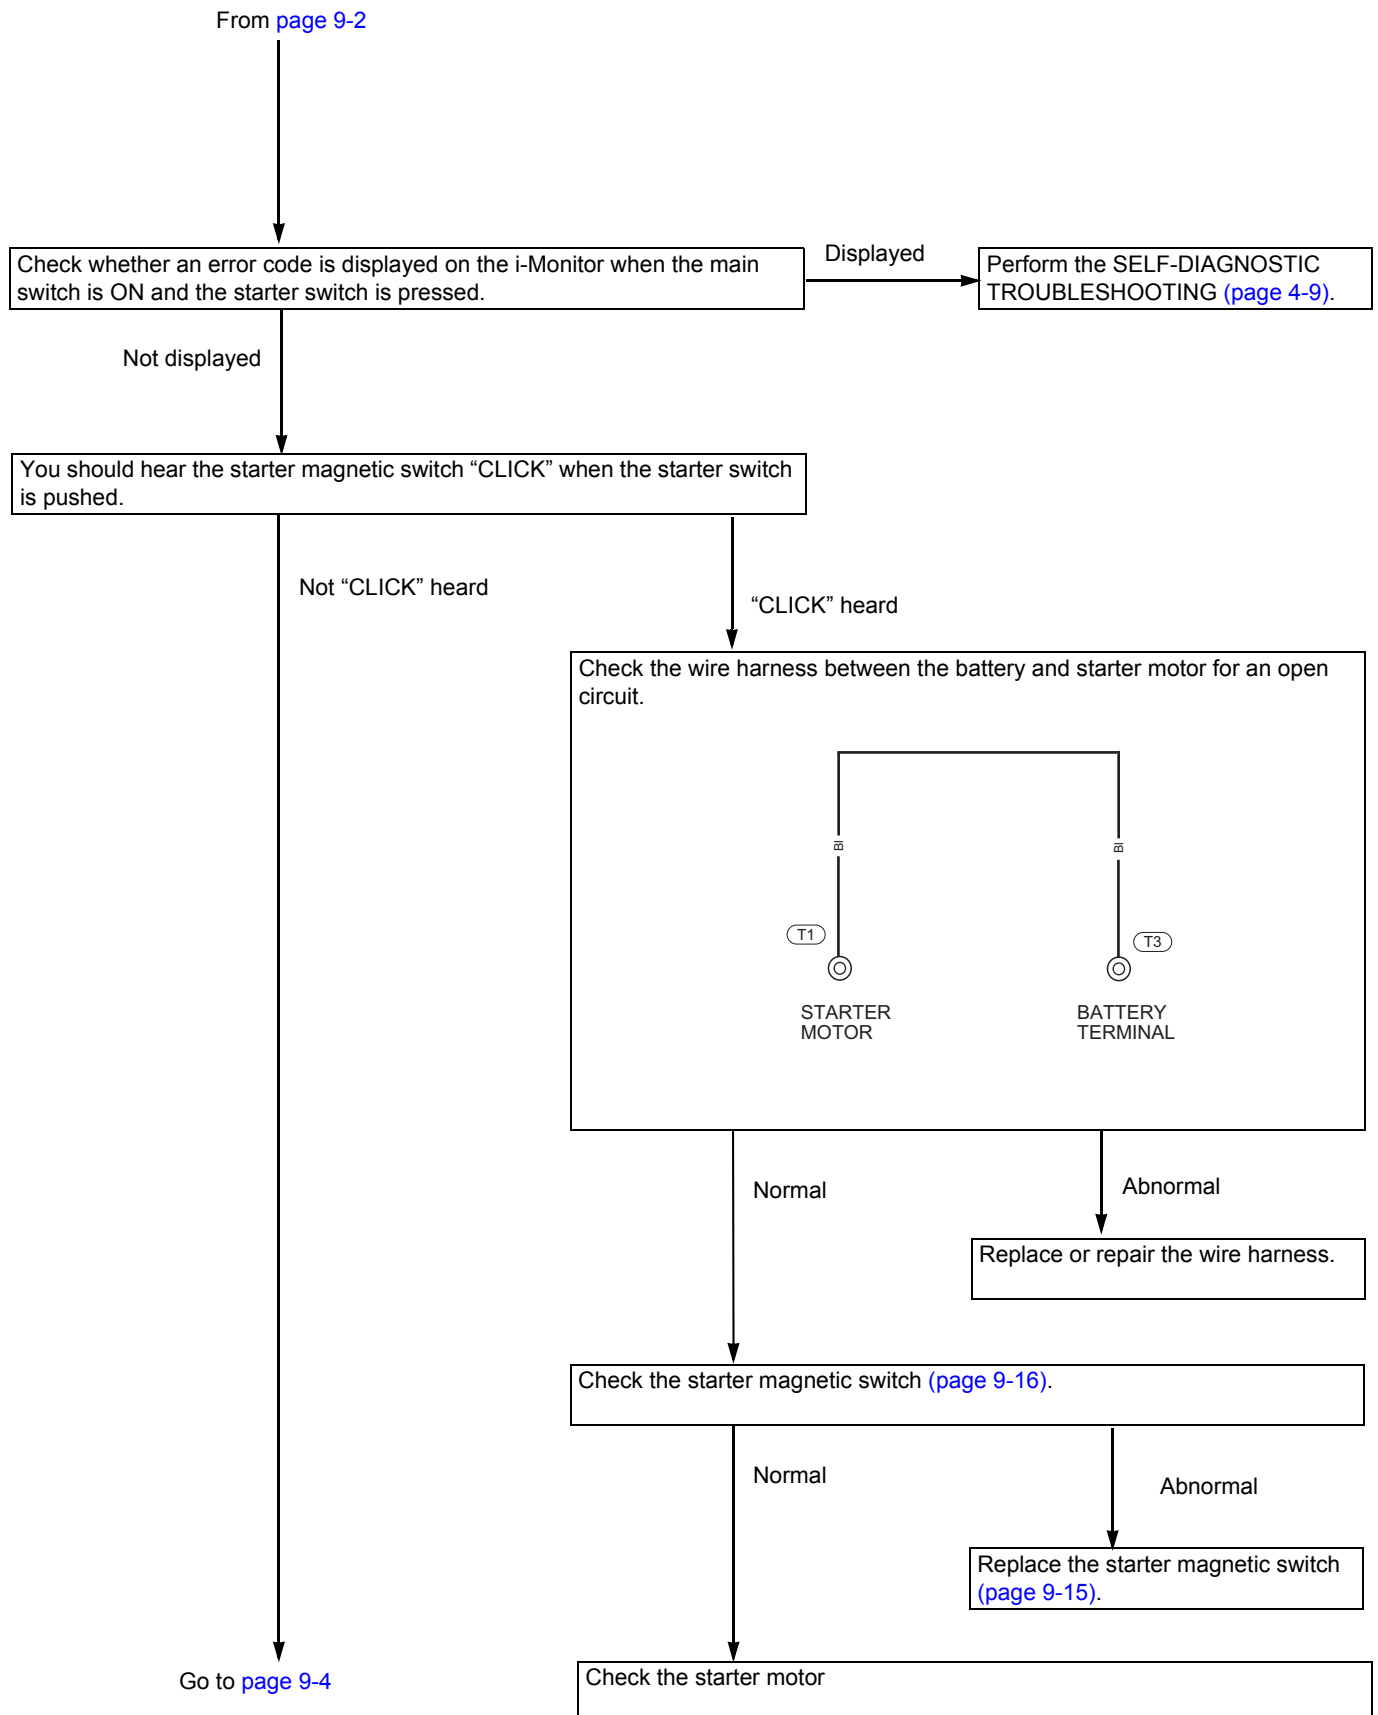 From page 9-2
Check whether an error code is displayed on the i-Monitor when the main
switch is ON and the starter switch is pressed.
Displayed
Perform the SELF-DIAGNOSTIC
TROUBLESHOOTING (page 4-9).
Not displayed
You should hear the starter magnetic switch “CLICK” when the starter switch
is pushed.
Not “CLICK” heard
“CLICK” heard
Check the wire harness between the battery and starter motor for an open
circuit.
Bl
Bl
T1
T3
STARTER
MOTOR
BATTERY
TERMINAL
Normal
Abnormal
Replace or repair the wire harness.
Check the starter magnetic switch (page 9-16).
Normal
Abnormal
Replace the starter magnetic switch
(page 9-15).
Go to page 9-4
Check the starter motor